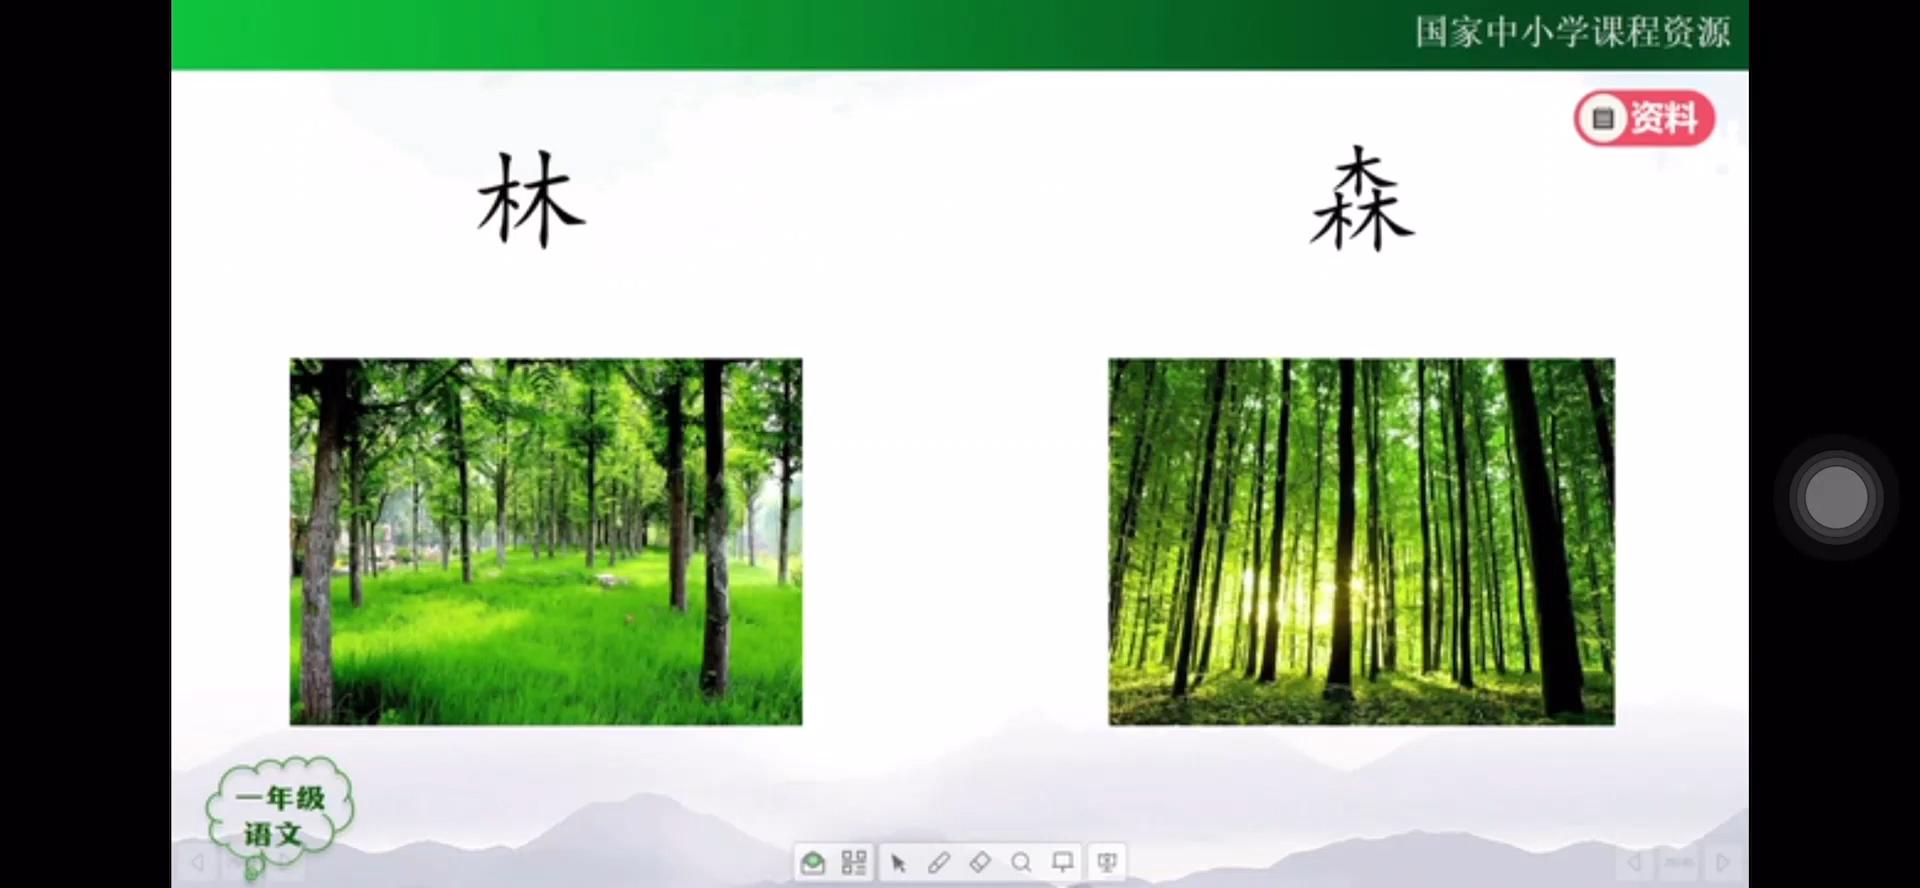 国家中小学课程资源
资料
林
森
一年级
语文